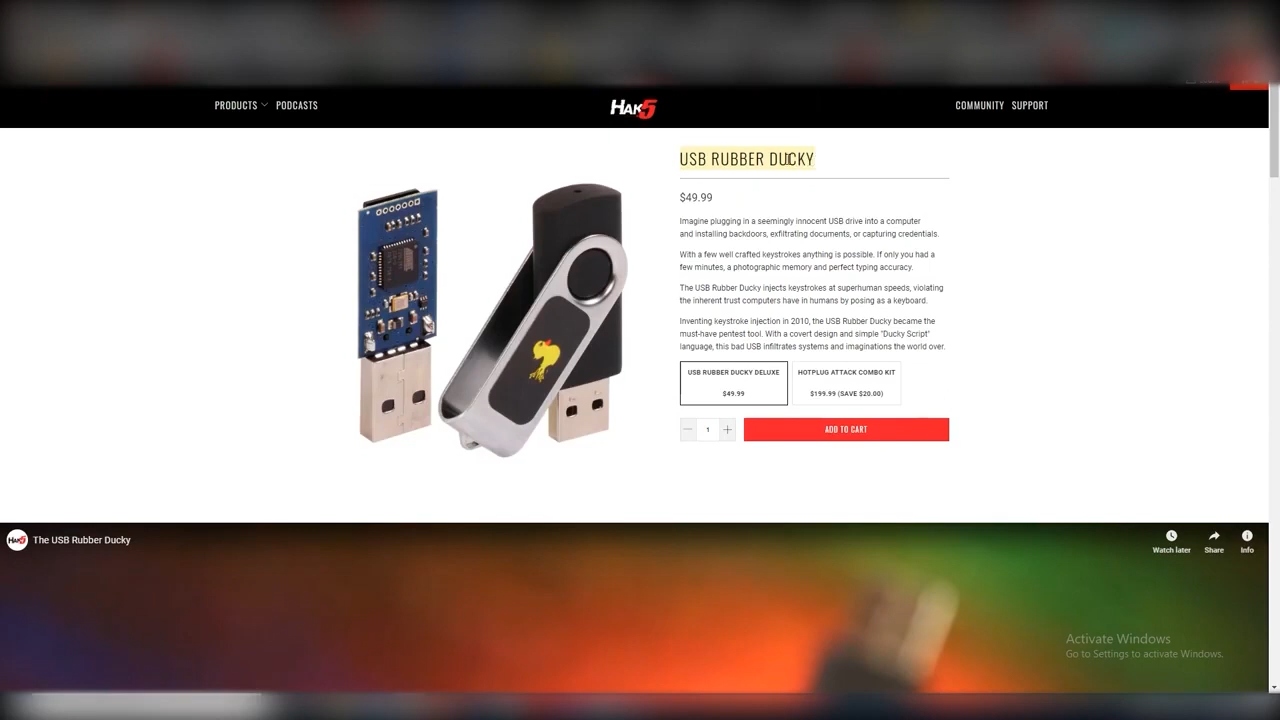 PRODUCTS PODCASTS HAK5 COMMUNITY SUPPORT
USB RUBBER DUCKY
$49.99
Imagine plugging in a seemingly innocent USB drive into a computer
and installing backdoors, exfiltrating documents, or capturing credentials.
With a few well crafted keystrokes anything is possible. If only you had a
few minutes, a photographic memory and perfect typing accuracy.
The USB Rubber Ducky injects keystrokes at superhuman speeds, violating
the inherent trust computers have in humans by posing as a keyboard.
Inventing keystroke injection in 2010, the USB Rubber Ducky became the
must-have pentest tool. With a covert design and simple "Ducky Script"
language, this bad USB infiltrates systems and imaginations the world over.
USB RUBBER DUCKY DELUXE
$49.99
HOTPLUG ATTACK COMBO KIT
$199.99 (SAVE $20.00)
1
ADD TO CART
HAK5 The USB Rubber Ducky
Watch later Share Info
Activate Windows
Go to Settings to activate Windows.